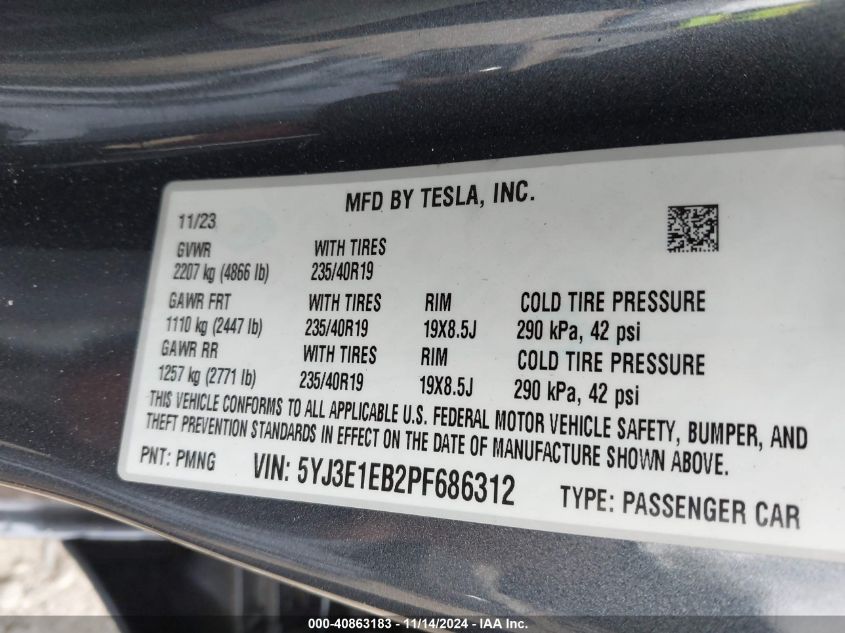 MFD BY TESLA, INC.
11/23
GVWR WITH TIRES
2207 kg (4866 lb) 235/40R19
GAWR FRT WITH TIRES RIM COLD TIRE PRESSURE
1110 kg (2447 lb) 235/40R19 19X8.5J 290 kPa, 42 psi
GAWR RR WITH TIRES RIM COLD TIRE PRESSURE
1257 kg (2771 lb) 235/40R19 19X8.5J 290 kPa, 42 psi
THIS VEHICLE CONFORMS TO ALL APPLICABLE U.S. FEDERAL MOTOR VEHICLE SAFETY, BUMPER, AND
THEFT PREVENTION STANDARDS IN EFFECT ON THE DATE OF MANUFACTURE SHOWN ABOVE.
PNT: PMNG VIN: 5YJ3E1EB2PF686312 TYPE: PASSENGER CAR
000-40863183 - 11/14/2024 - IAA Inc.